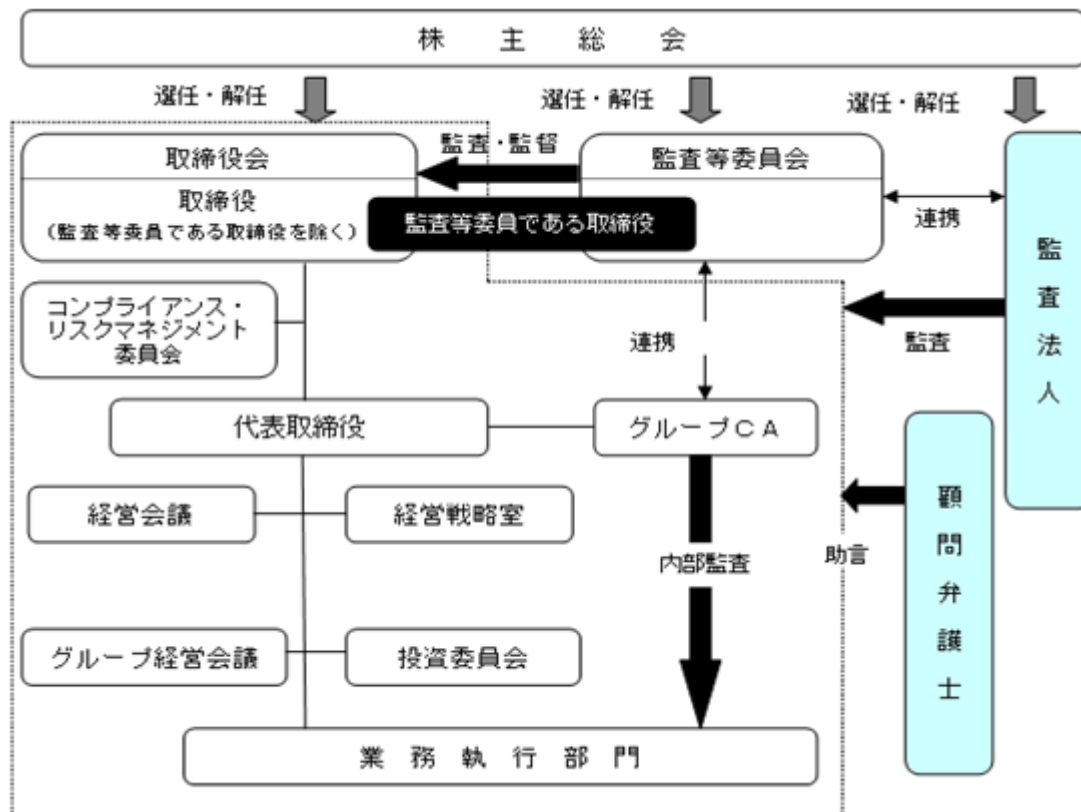 株主総会
選任・解任
選任・解任
選任・解任
取締役会
監査・監督
監査等委員会
取締役
（監査等委員である取締役を除く）
監査等委員である取締役
連携
監査法人
コンプライアンス・
リスクマネジメント
委員会
連携
監査
代表取締役
グループＣＡ
経営会議
経営戦略室
顧問弁護士
内部監査
助言
グループ経営会議
投資委員会
業務執行部門